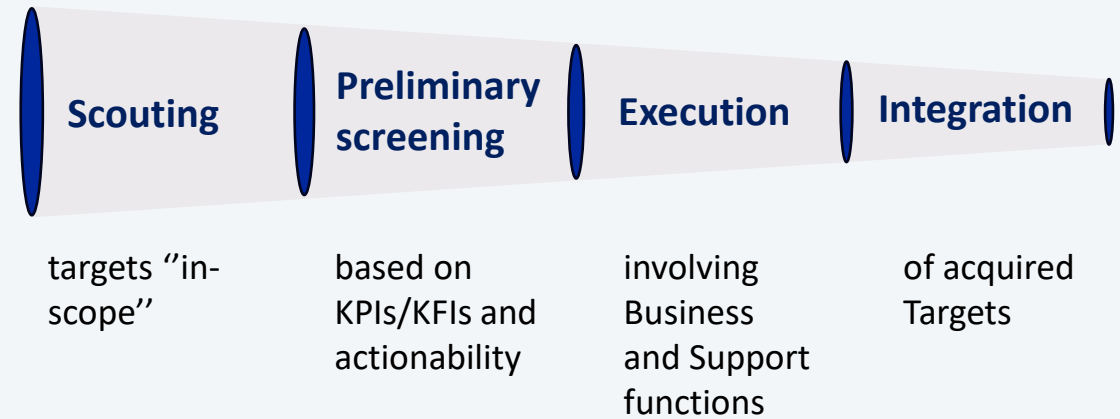 Scouting
Preliminary
screening
Execution
Integration
targets ‘’in-
scope’’
based on
KPIs/KFIs and
actionability
involving
Business
and Support
functions
of acquired
Targets